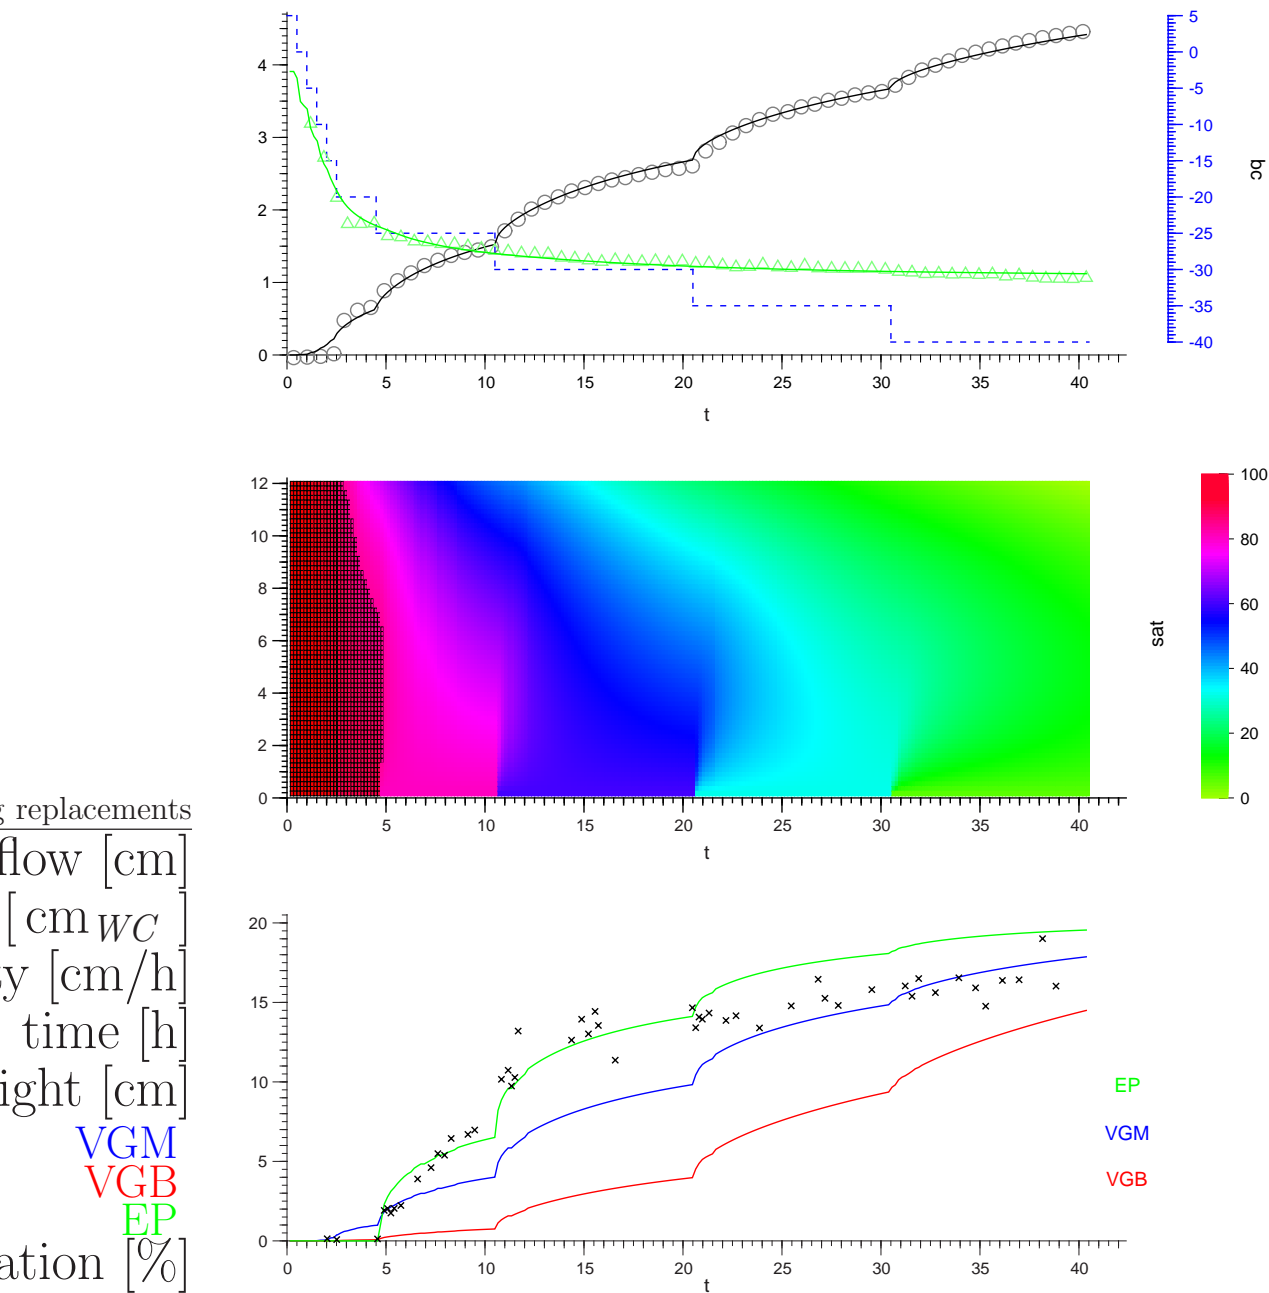 4
3
2
1
0
0 5 10 15 20 25 30 35 40
t
5
0
-5
-10
-15
-20
-25
-30
-35
-40
bc
12
10
8
6
4
2
0
0 5 10 15 20 25 30 35 40
t
sat
100
80
60
40
20
0
g replacements
flow [cm]
[cm WC ]
y [cm/h]
time [h]
ight [cm]
VGM
VGB
EP
ation [%]
20
15
10
5
0
0 5 10 15 20 25 30 35 40
t
EP
VGM
VGB